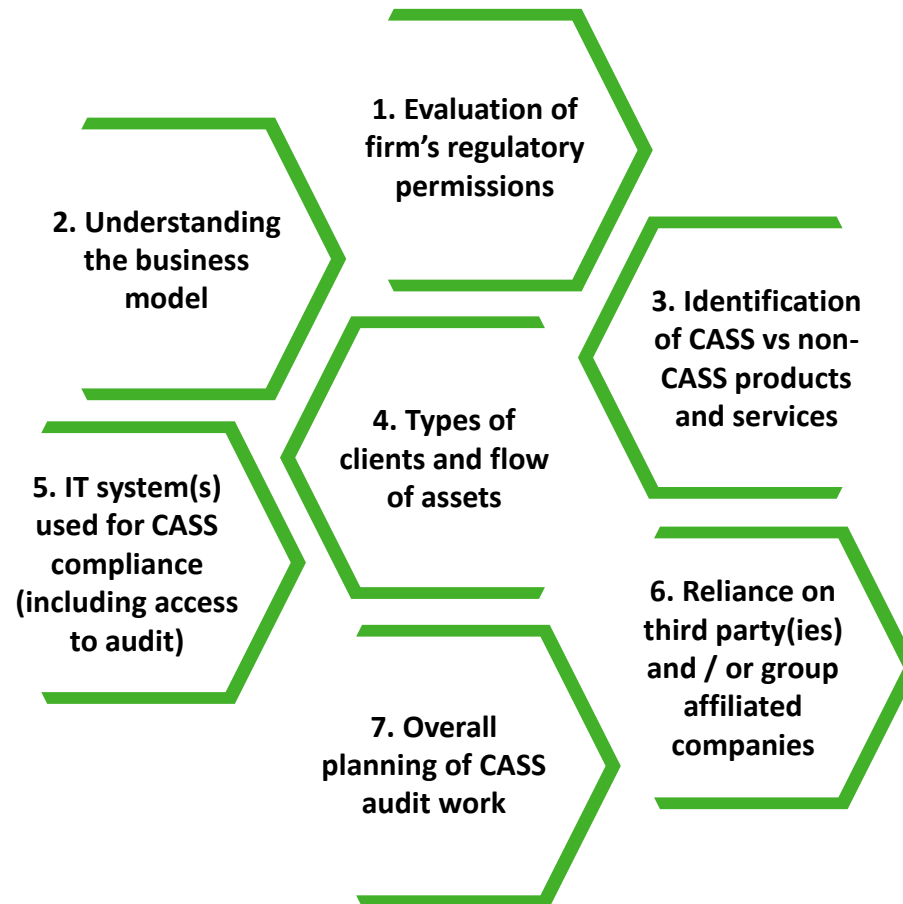 1. Evaluation of
firm’s regulatory
permissions
2. Understanding
the business
model
3. Identification
of CASS vs non-
CASS products
and services
4. Types of
clients and flow
of assets
5. IT system(s)
used for CASS
compliance
(including access
to audit)
6. Reliance on
third party(ies)
and / or group
affiliated
companies
7. Overall
planning of CASS
audit work